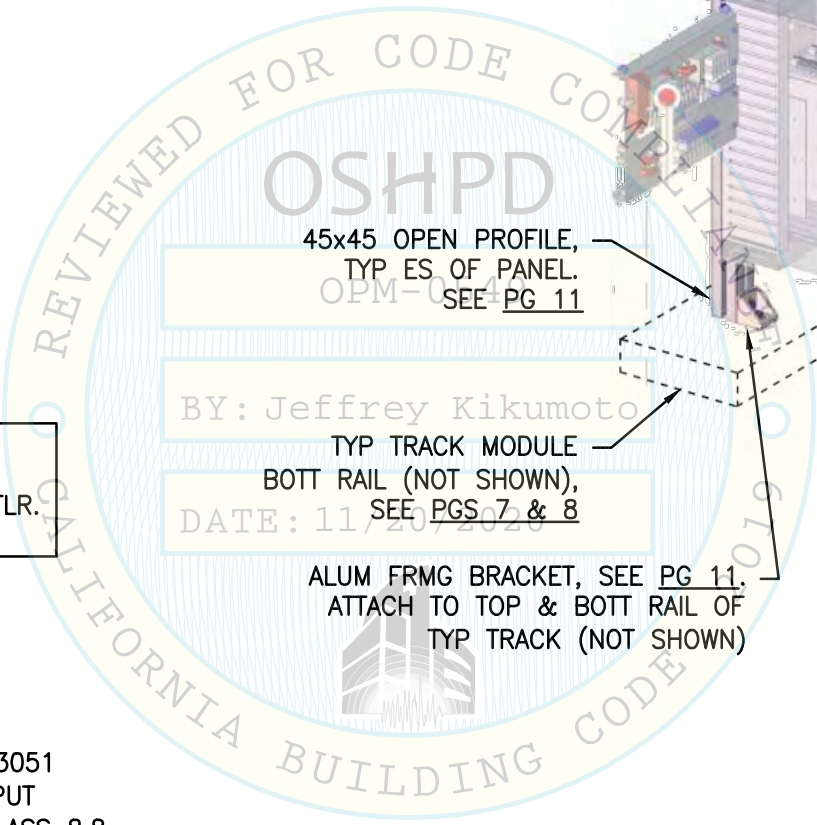 REVIEWED FOR CODE COMPLIANCE
OSHPD
45x45 OPEN PROFILE,
TYP ES OF PANEL.
SEE PG 11
BY: Jeffrey Kikumoto
TYP TRACK MODULE
BOTT RAIL (NOT SHOWN),
SEE PGS 7 & 8
DATE: 11/20/2020
TLR.
ALUM FRMG BRACKET, SEE PG 11.
ATTACH TO TOP & BOTT RAIL OF
TYP TRACK (NOT SHOWN)
CALIFORNIA BUILDING CODE 2019
3051
PUT